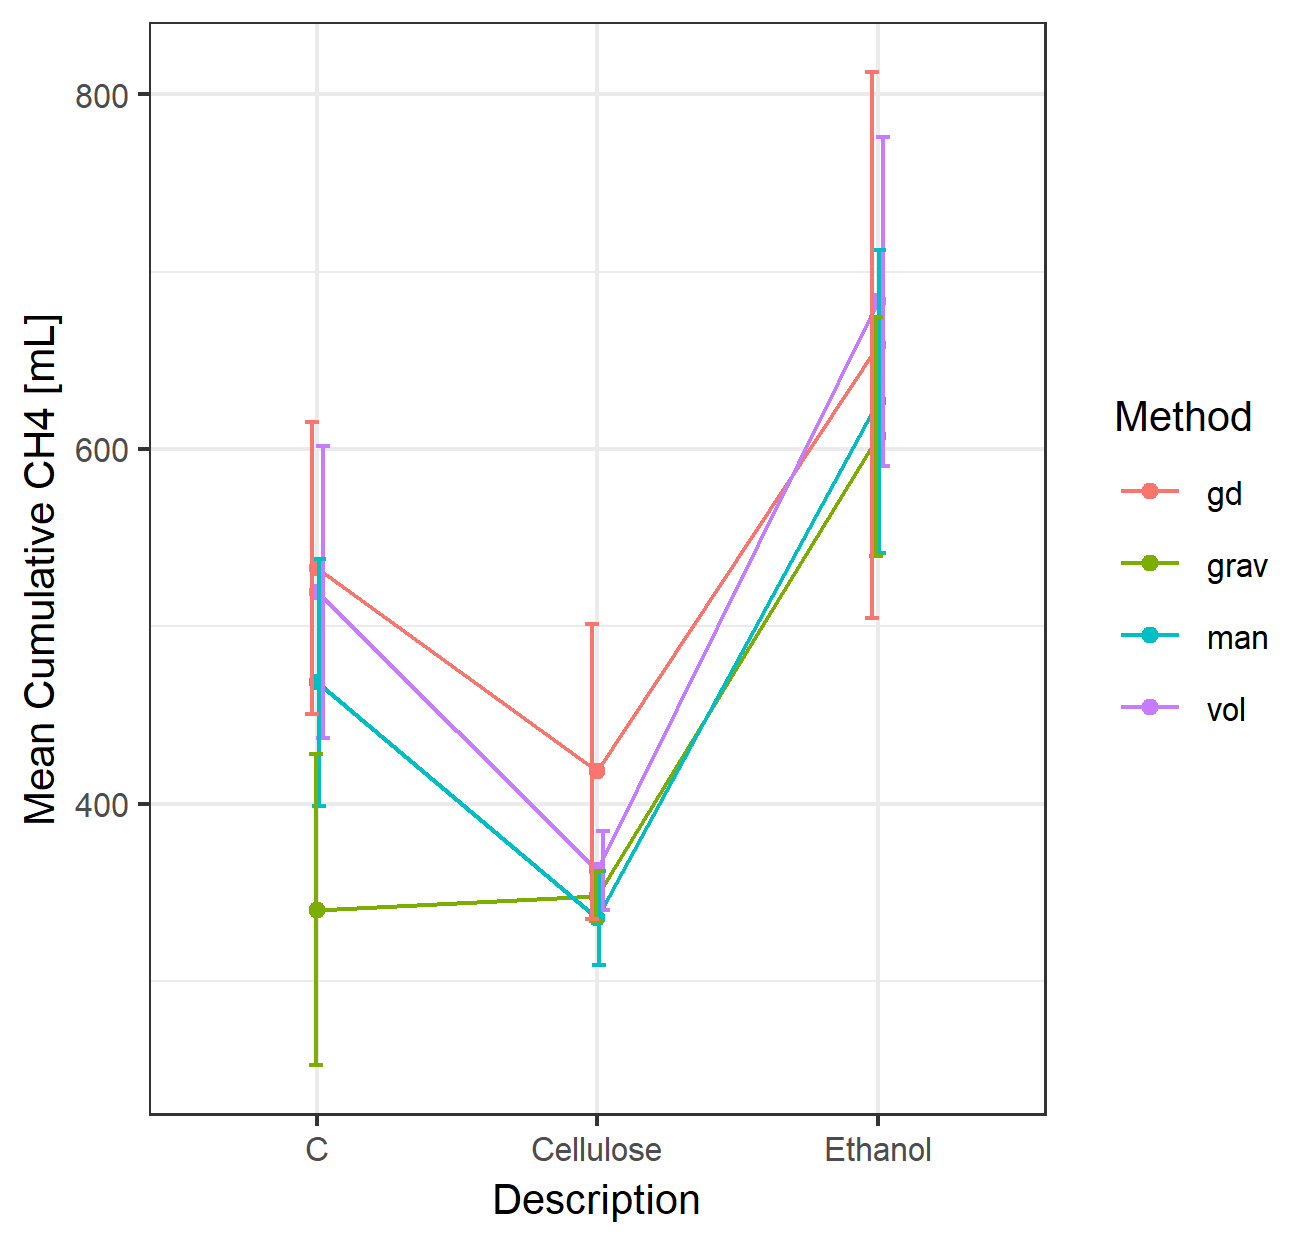 800
600
400
Mean Cumulative CH4 [mL]
C
Cellulose
Ethanol
Description
Method
gd
grav
man
vol